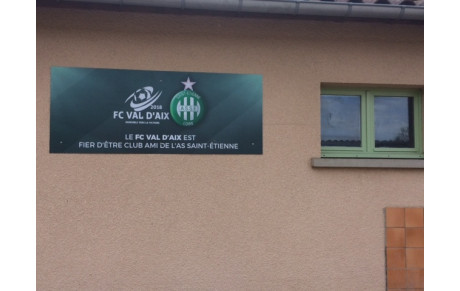 2018
FC VAL D'AIX
LE FC VAL D'AIX EST
FIER D'ÊTRE CLUB AMI DE L'AS SAINT-ÉTIENNE